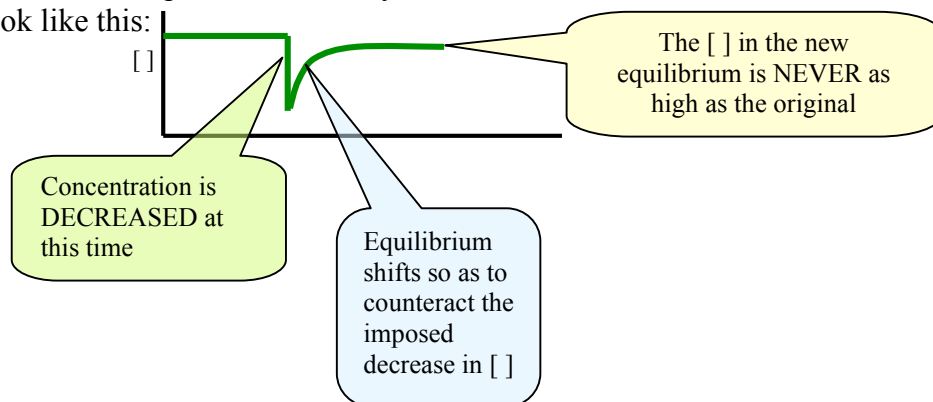 ok like this:
[ ]
The [ ] in the new
equilibrium is NEVER as
high as the original
Concentration is
DECREASED at
this time
Equilibrium
shifts so as to
counteract the
imposed
decrease in [ ]